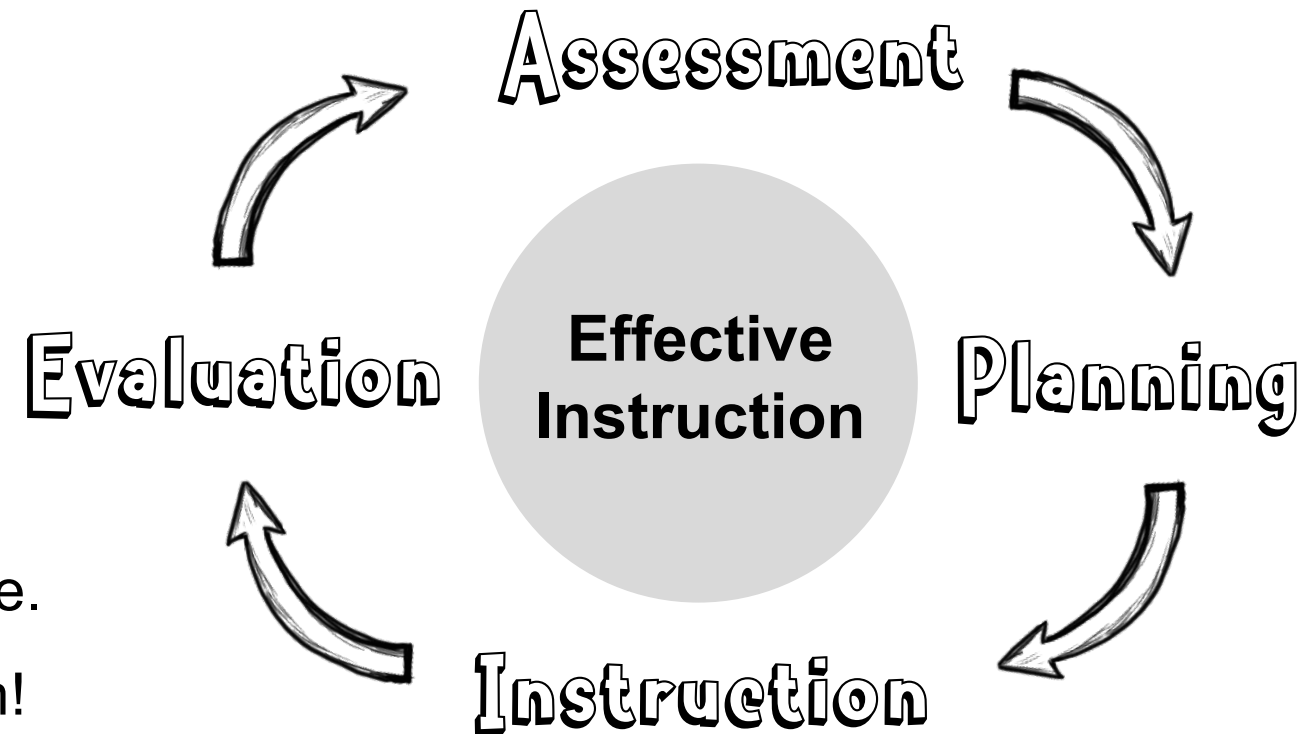 Assessment
Effective
Instruction
Evaluation
Planning
e.
Instruction
!